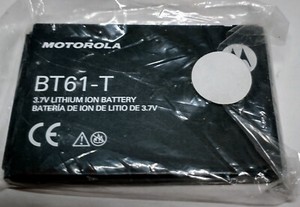 MOTOROLA
BT61-T
3.7V LITHIUM ION BATTERY
BATERÍA DE ION DE LITIO DE 3.7V
CE